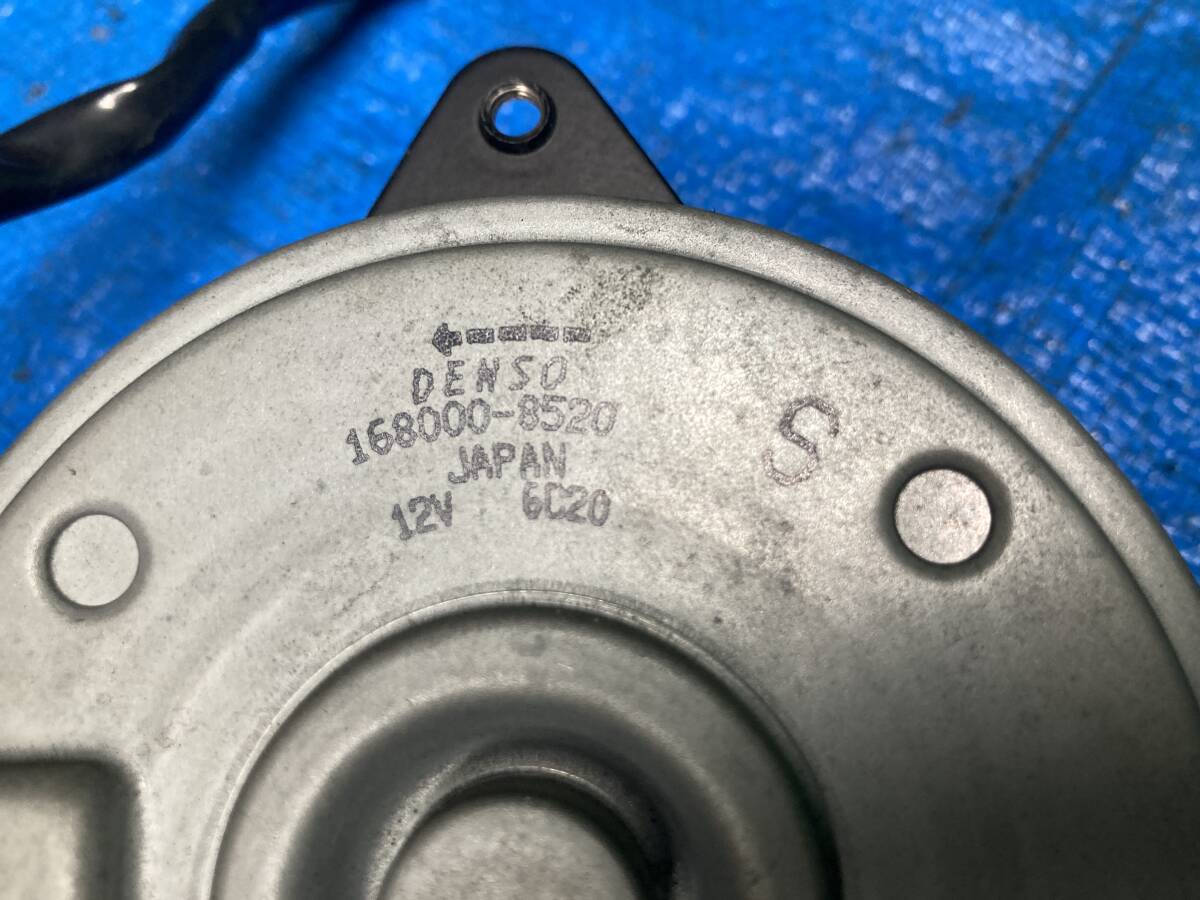 DENSO
168000-8520
JAPAN
12V 6C20
S